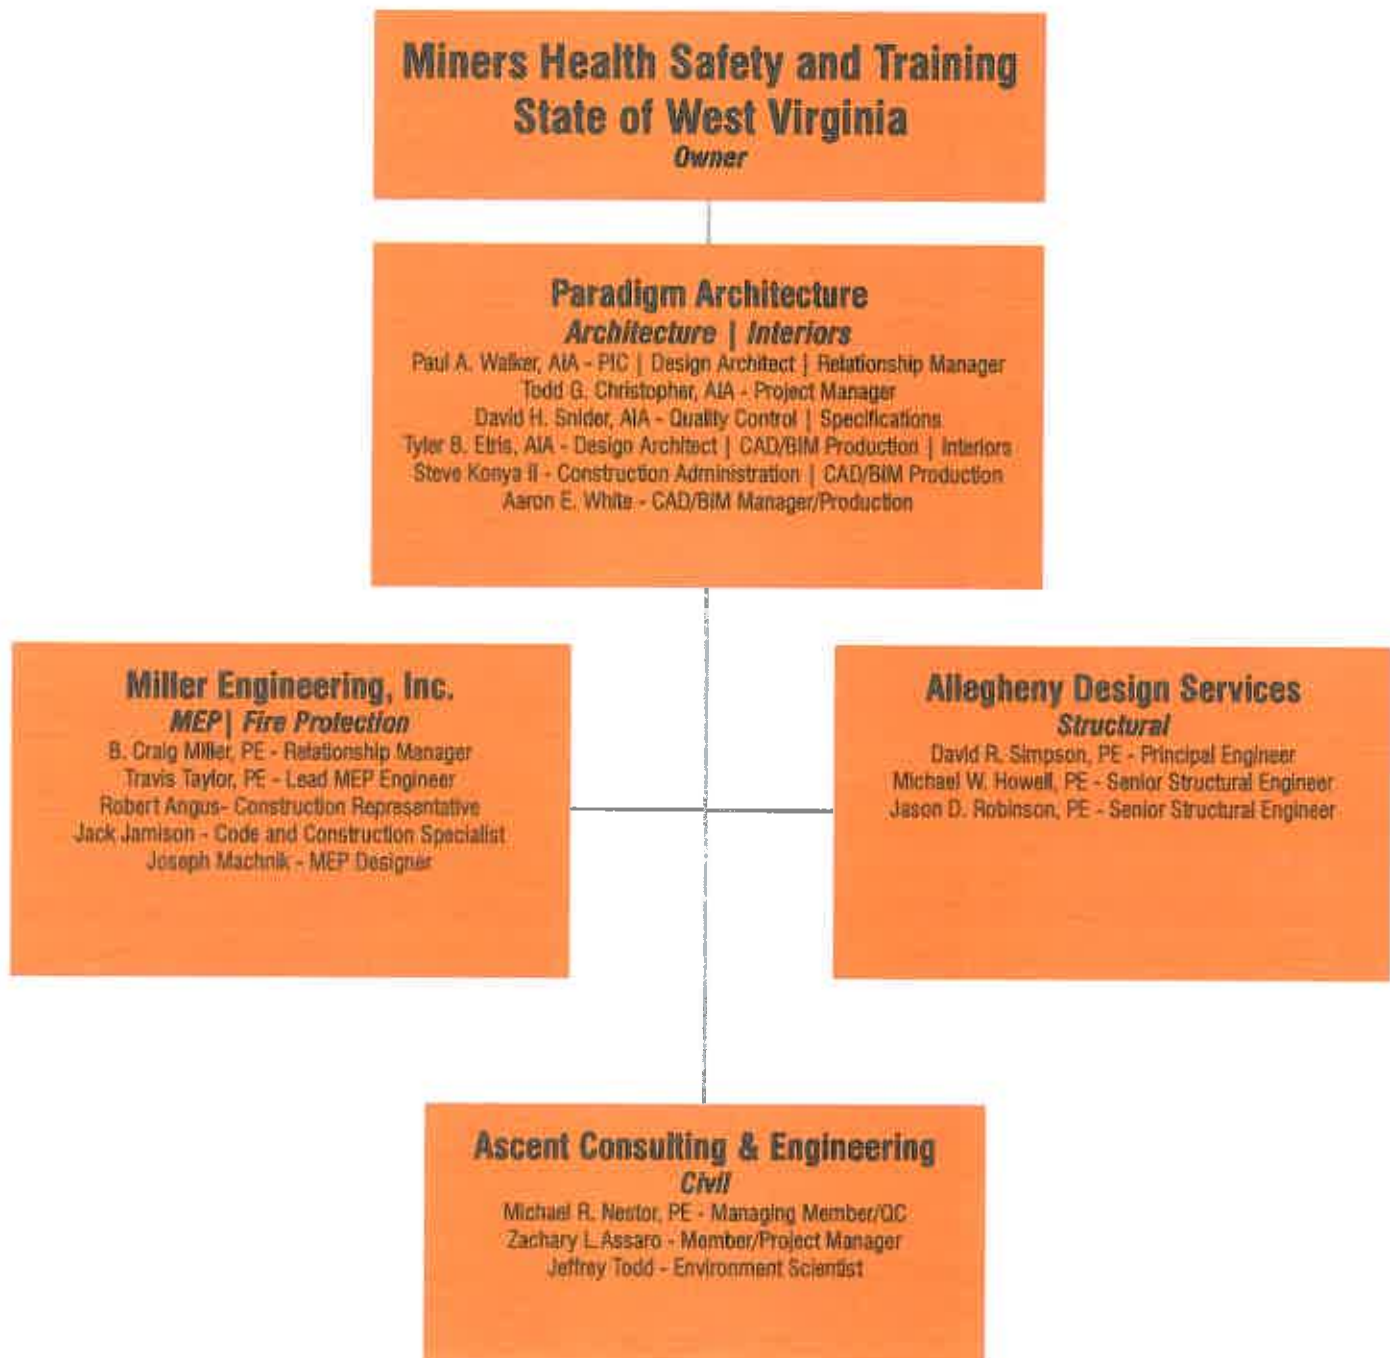 Miners Health Safety and Training
State of West Virginia
Owner
Paradigm Architecture
Architecture | Interiors
Paul A. Walker, AIA - PIC | Design Architect | Relationship Manager
Todd G. Christopher, AIA - Project Manager
David H. Snider, AIA - Quality Control | Specifications
Tyler B. Etris, AIA - Design Architect | CAD/BIM Production | Interiors
Steve Konya II - Construction Administration | CAD/BIM Production
Aaron E. White - CAD/BIM Manager/Production
Miller Engineering, Inc.
MEP| Fire Protection
B. Craig Miller, PE - Relationship Manager
Travis Taylor, PE - Lead MEP Engineer
Robert Angus- Construction Representative
Jack Jamison - Code and Construction Specialist
Joseph Machnik - MEP Designer
Allegheny Design Services
Structural
David R. Simpson, PE - Principal Engineer
Michael W. Howell, PE - Senior Structural Engineer
Jason D. Robinson, PE - Senior Structural Engineer
Ascent Consulting & Engineering
Civil
Michael R. Nestor, PE - Managing Member/QC
Zachary L.Assaro - Member/Project Manager
Jeffrey Todd - Environment Scientist